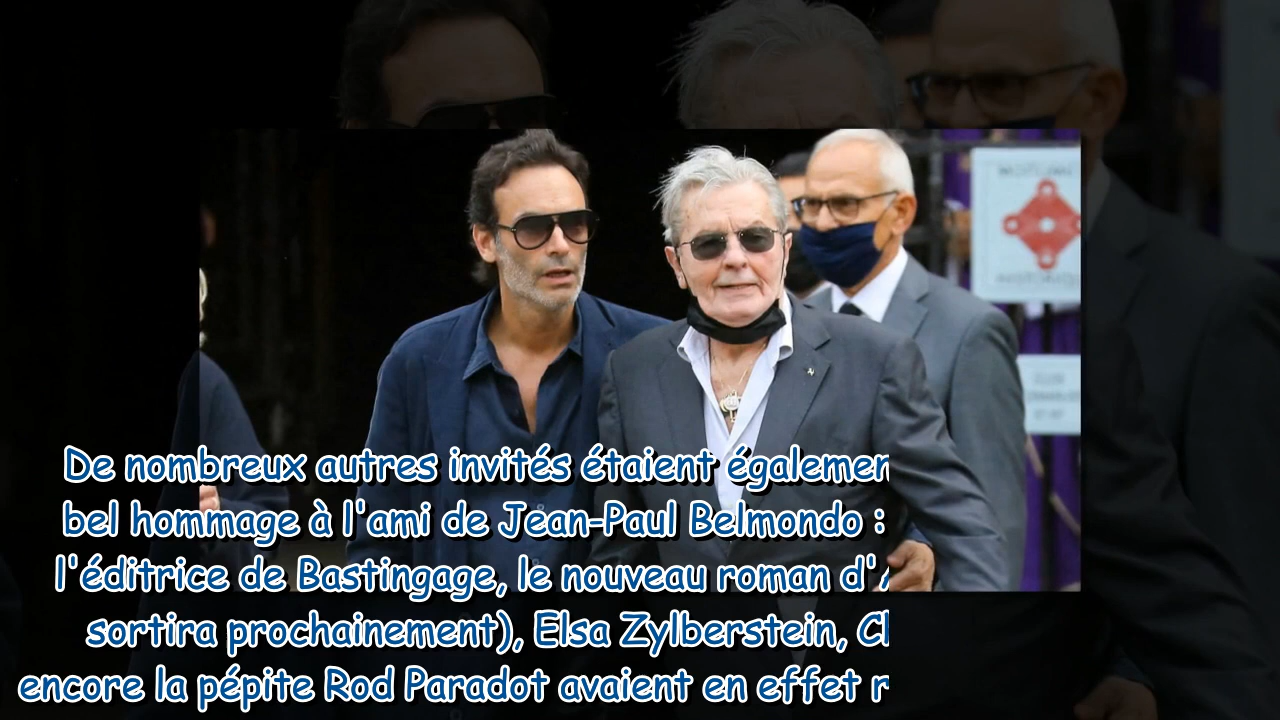 De nombreux autres invités étaient
bel hommage à l'ami de Jean-Paul Belmondo :
l'éditrice de Bastingage, le nouveau roman
sortira prochainement), Elsa Zylberstein,
encore la pépite Rod Paradot avaient en effet